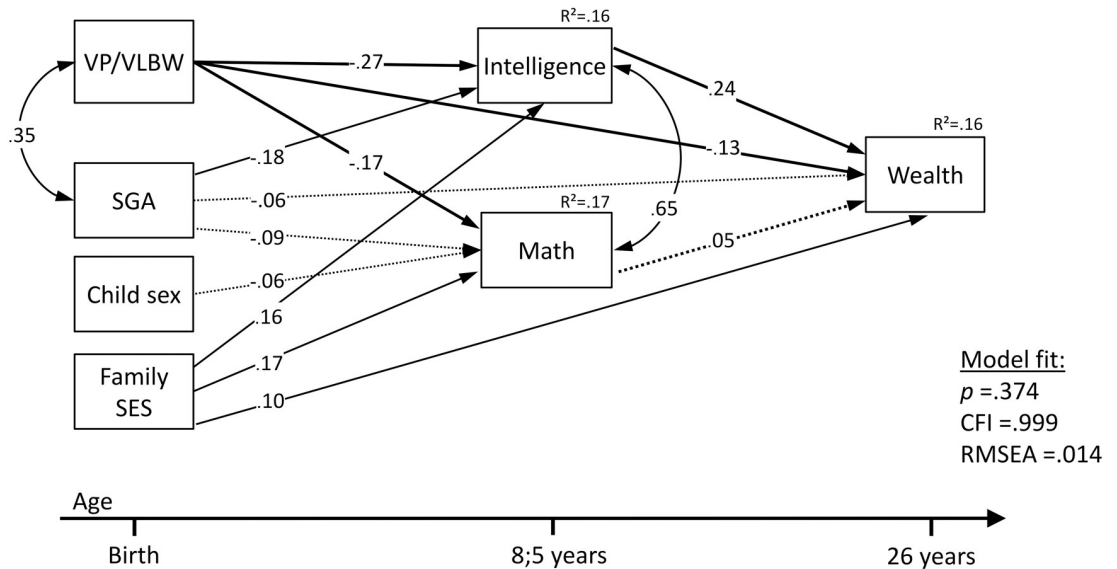 R²=.16
VP/VLBW
-.27
Intelligence
.24
.35
R²=.16
-.13
-.18
-.17
Wealth
SGA
-.06
R²=.17
.65
-.09
Math
.05
Child sex
-.06
.16
Family
SES
.17
.10
Model fit:
p =.374
CFI =.999
RMSEA =.014
Age
Birth
8;5 years
26 years